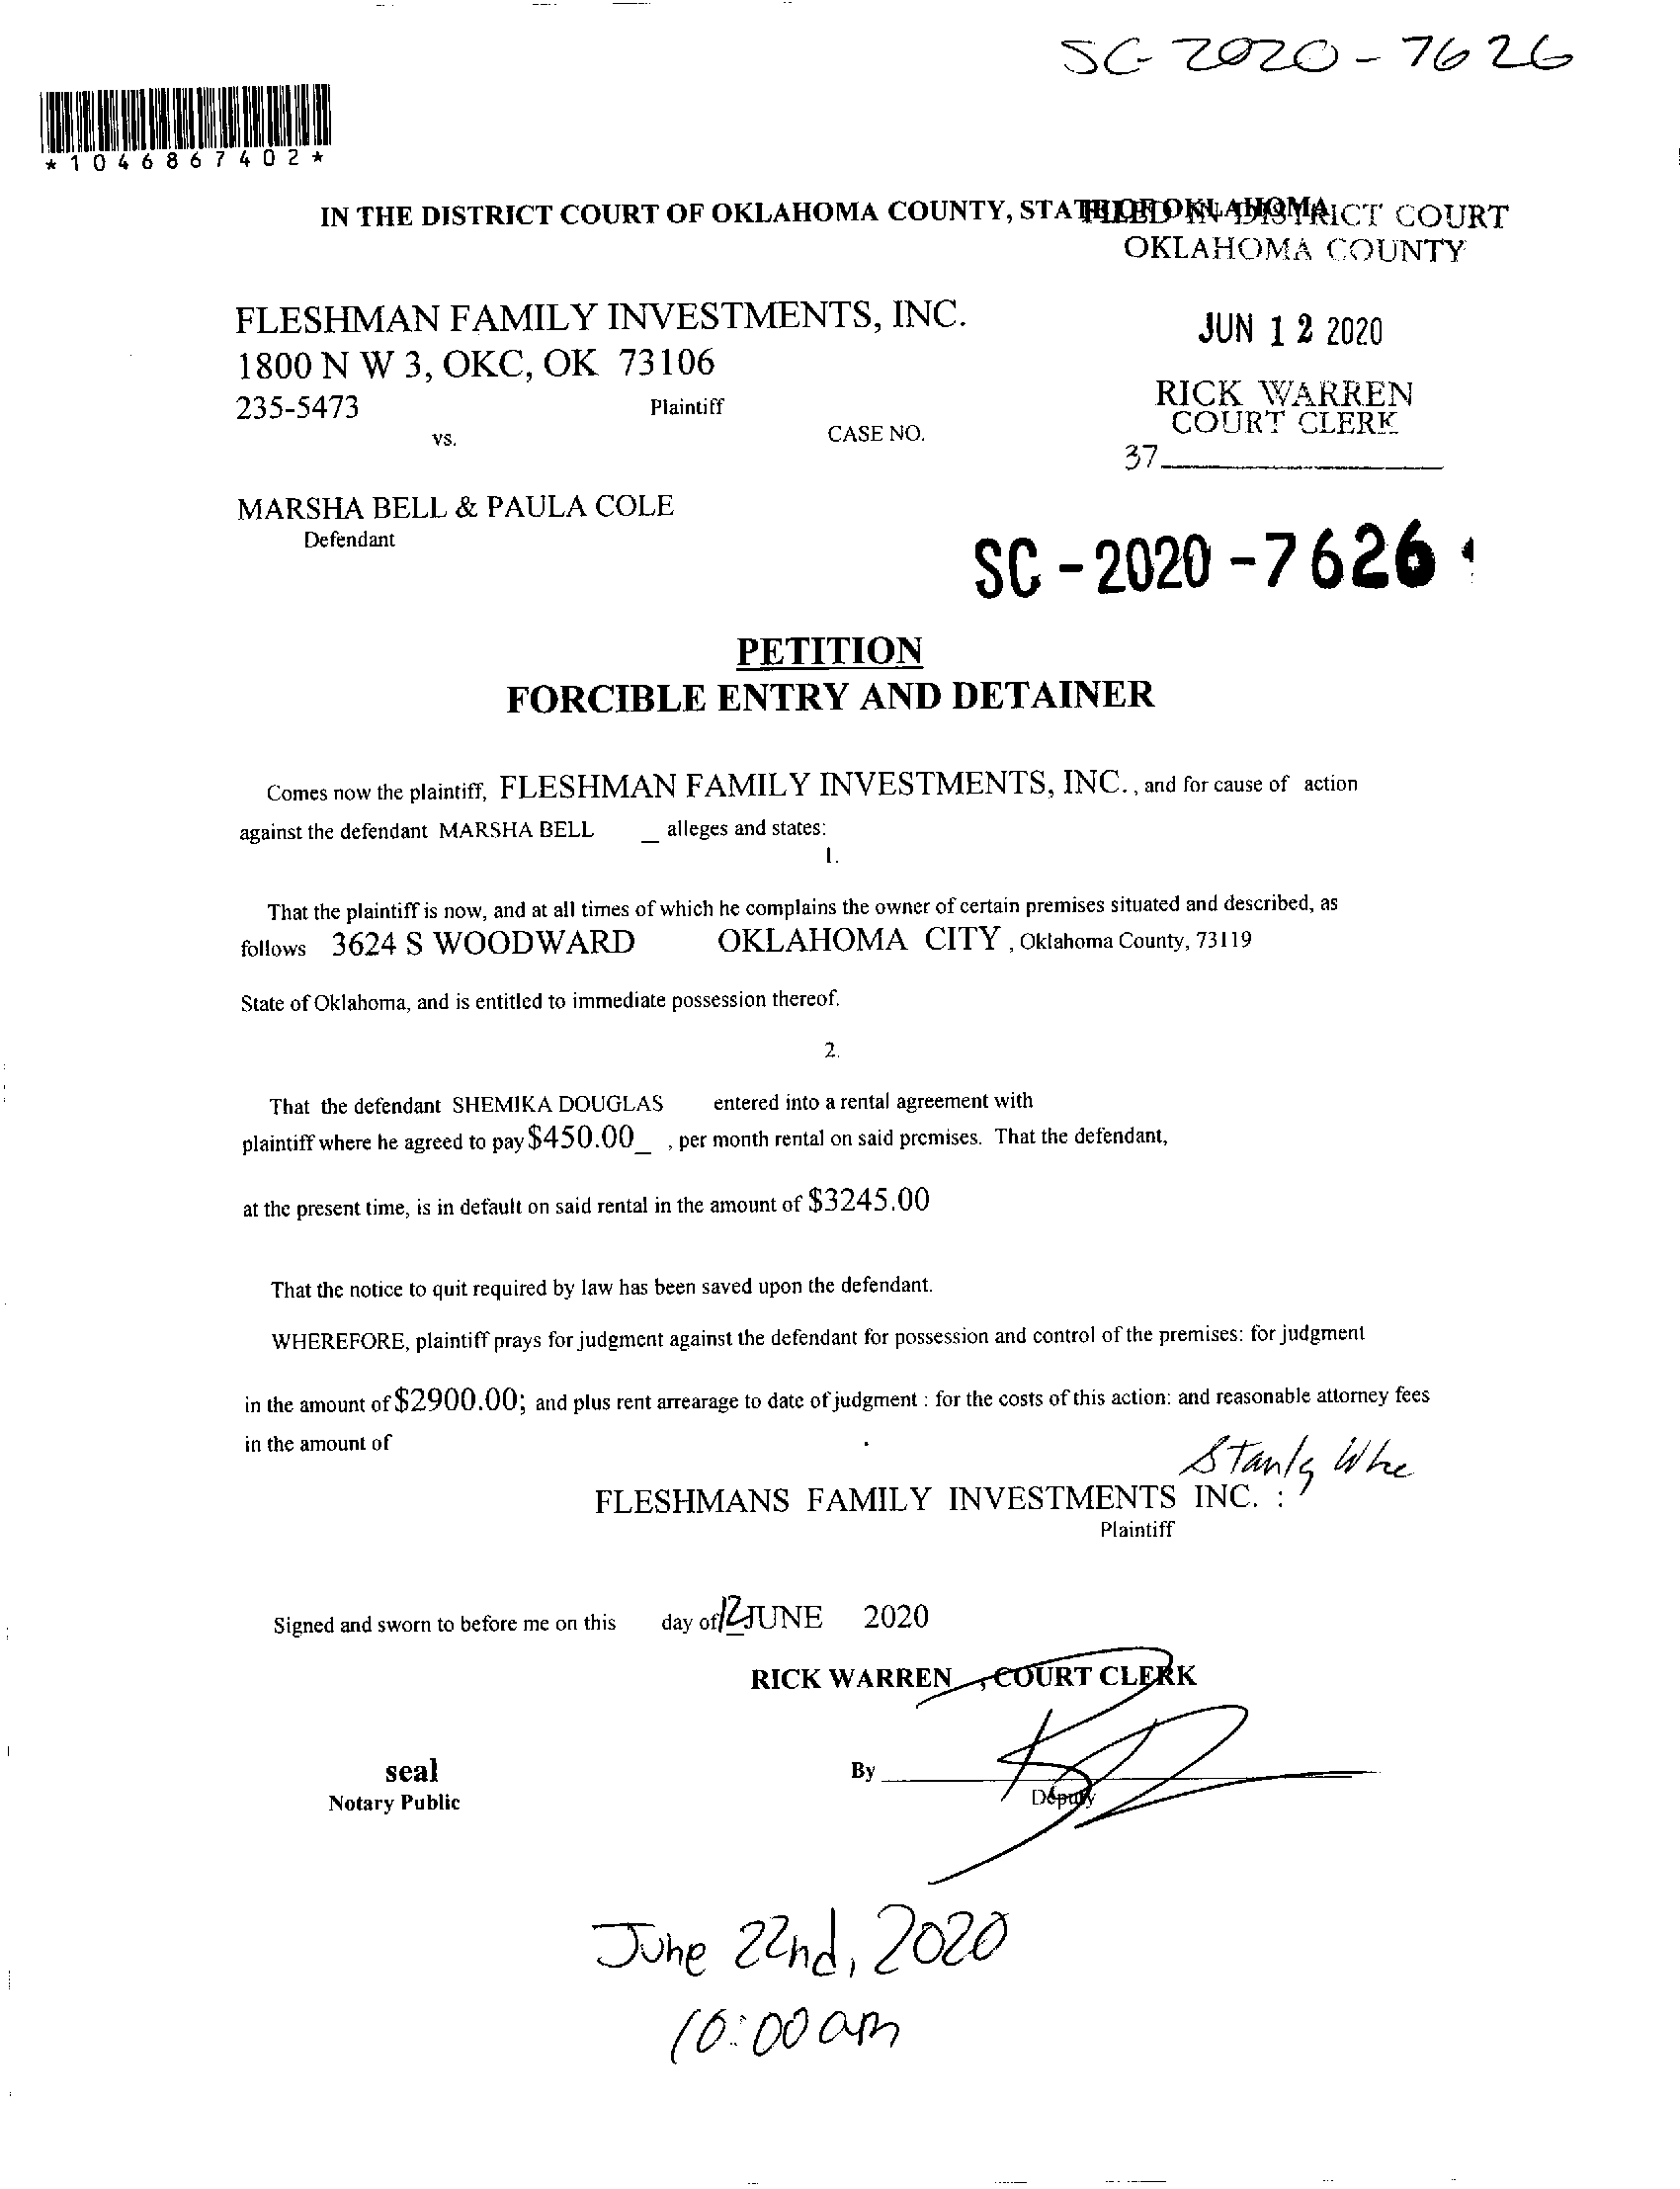 SC-2020-7626
*1046867402*
IN THE DISTRICT COURT OF OKLAHOMA COUNTY, STATE OF OKLAHOMA
FILED IN DISTRICT COURT
OKLAHOMA COUNTY
FLESHMAN FAMILY INVESTMENTS, INC.
JUN 12 2020
1800 N W 3, OKC, OK 73106
RICK WARREN
235-5473 Plaintiff
COURT CLERK
vs. CASE NO.
37
MARSHA BELL & PAULA COLE
Defendant
SC-2020-7626
PETITION
FORCIBLE ENTRY AND DETAINER
Comes now the plaintiff, FLESHMAN FAMILY INVESTMENTS, INC., and for cause of action
against the defendant MARSHA BELL _ alleges and states:
1.
That the plaintiff is now, and at all times of which he complains the owner of certain premises situated and described, as
follows 3624 S WOODWARD OKLAHOMA CITY , Oklahoma County, 73119
State of Oklahoma, and is entitled to immediate possession thereof.
2.
That the defendant SHEMIKA DOUGLAS entered into a rental agreement with
plaintiff where he agreed to pay $450.00_ , per month rental on said premises. That the defendant,
at the present time, is in default on said rental in the amount of $3245.00
That the notice to quit required by law has been saved upon the defendant.
WHEREFORE, plaintiff prays for judgment against the defendant for possession and control of the premises: for judgment
in the amount of $2900.00; and plus rent arrearage to date of judgment : for the costs of this action: and reasonable attorney fees
in the amount of .
FLESHMANS FAMILY INVESTMENTS INC. :
Plaintiff
Signed and sworn to before me on this day of 12 JUNE 2020
RICK WARREN , COURT CLERK
seal
By
Notary Public
Deputy
June 22nd, 2020
10:00 am